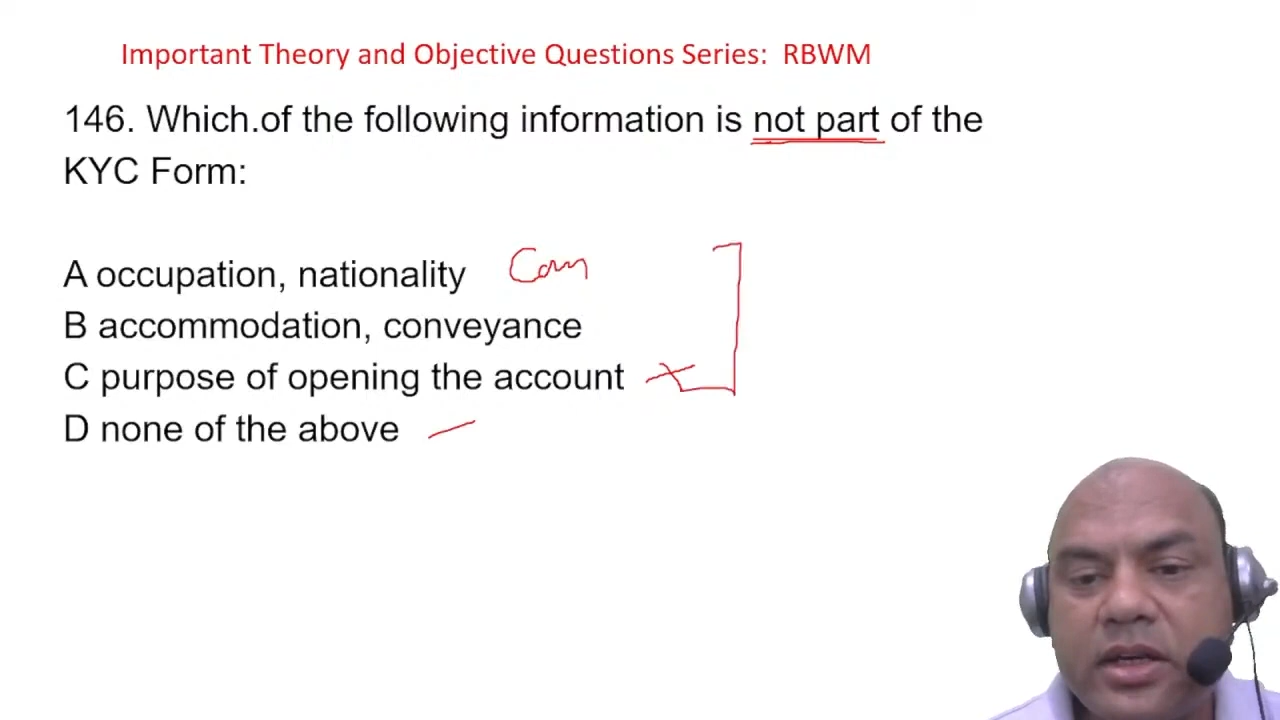 Important Theory and Objective Questions Series: RBWM
146. Which.of the following information is not part of the
KYC Form:
A occupation, nationality
B accommodation, conveyance
C purpose of opening the account
D none of the above